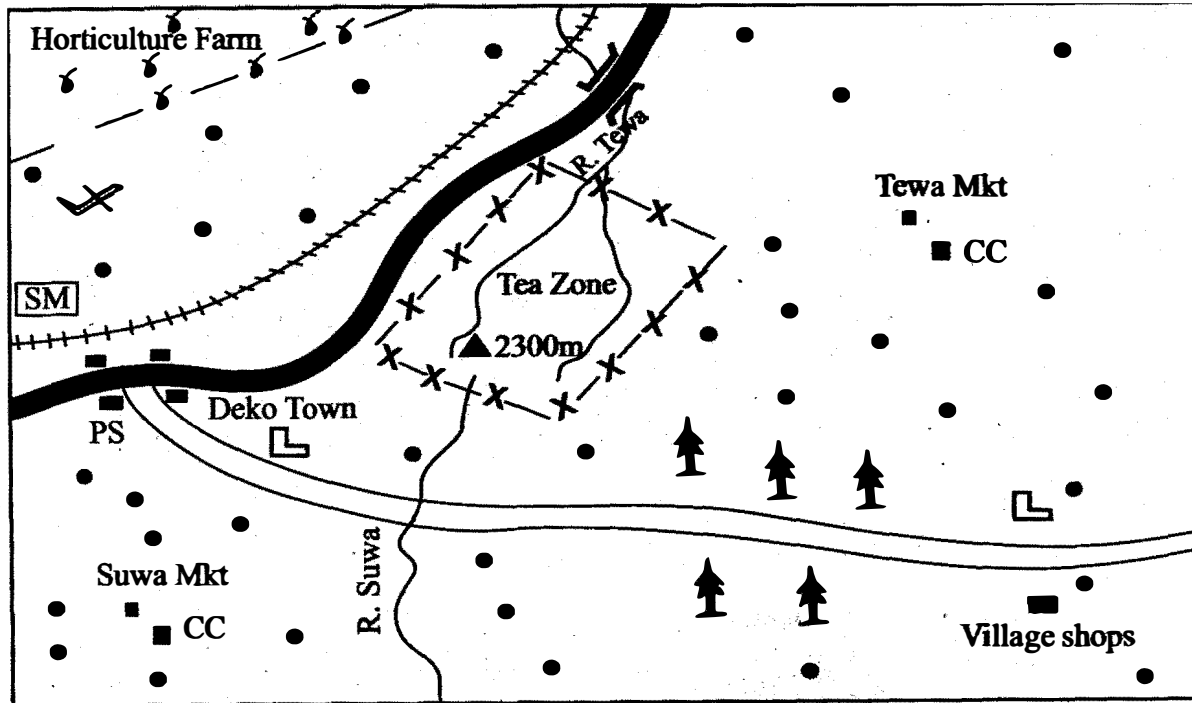 Horticulture Farm
R. Tewa
Tewa Mkt
CC
Tea Zone
SM
2300m
Deko Town
PS
R. Suwa
Suwa Mkt
CC
Village shops